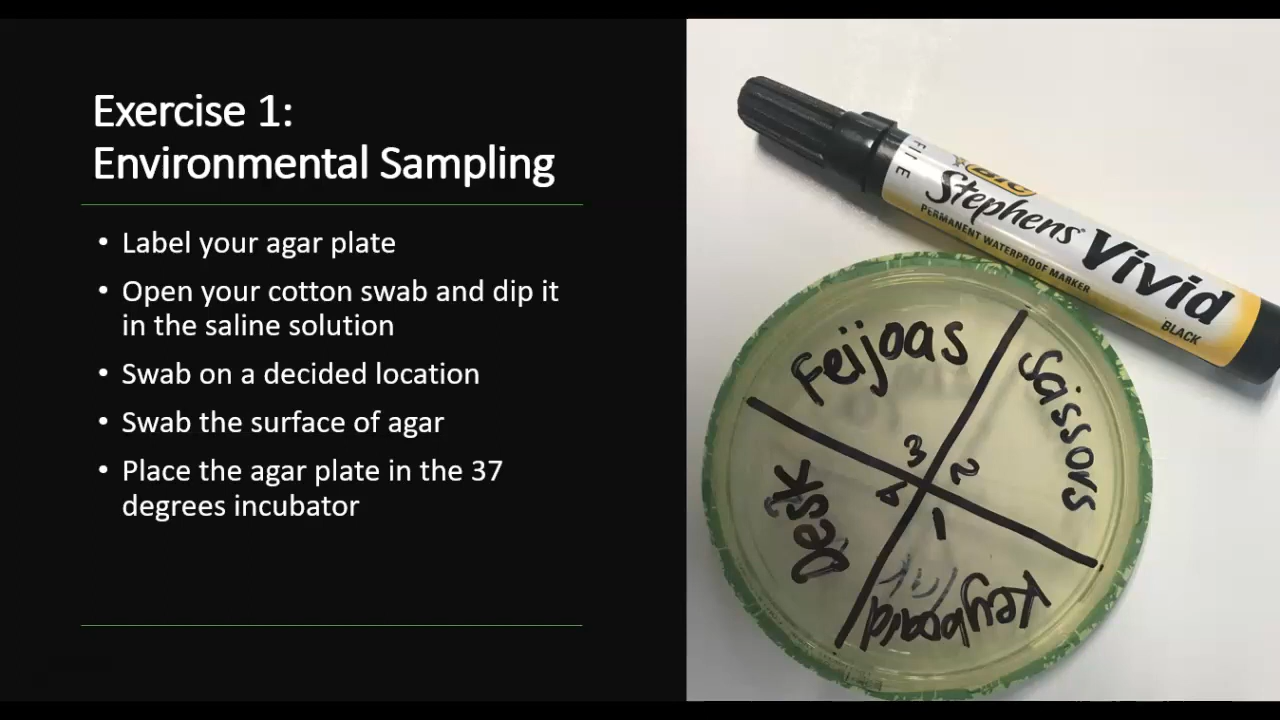 Exercise 1:
Environmental Sampling
• Label your agar plate
• Open your cotton swab and dip it
in the saline solution
• Swab on a decided location
• Swab the surface of agar
• Place the agar plate in the 37
degrees incubator
BIC
Stephens
Vivid
PERMANENT WATERPROOF MARKER
BLACK
Feijoas
Scissors
3
2
4
1
Desk
Keyboard